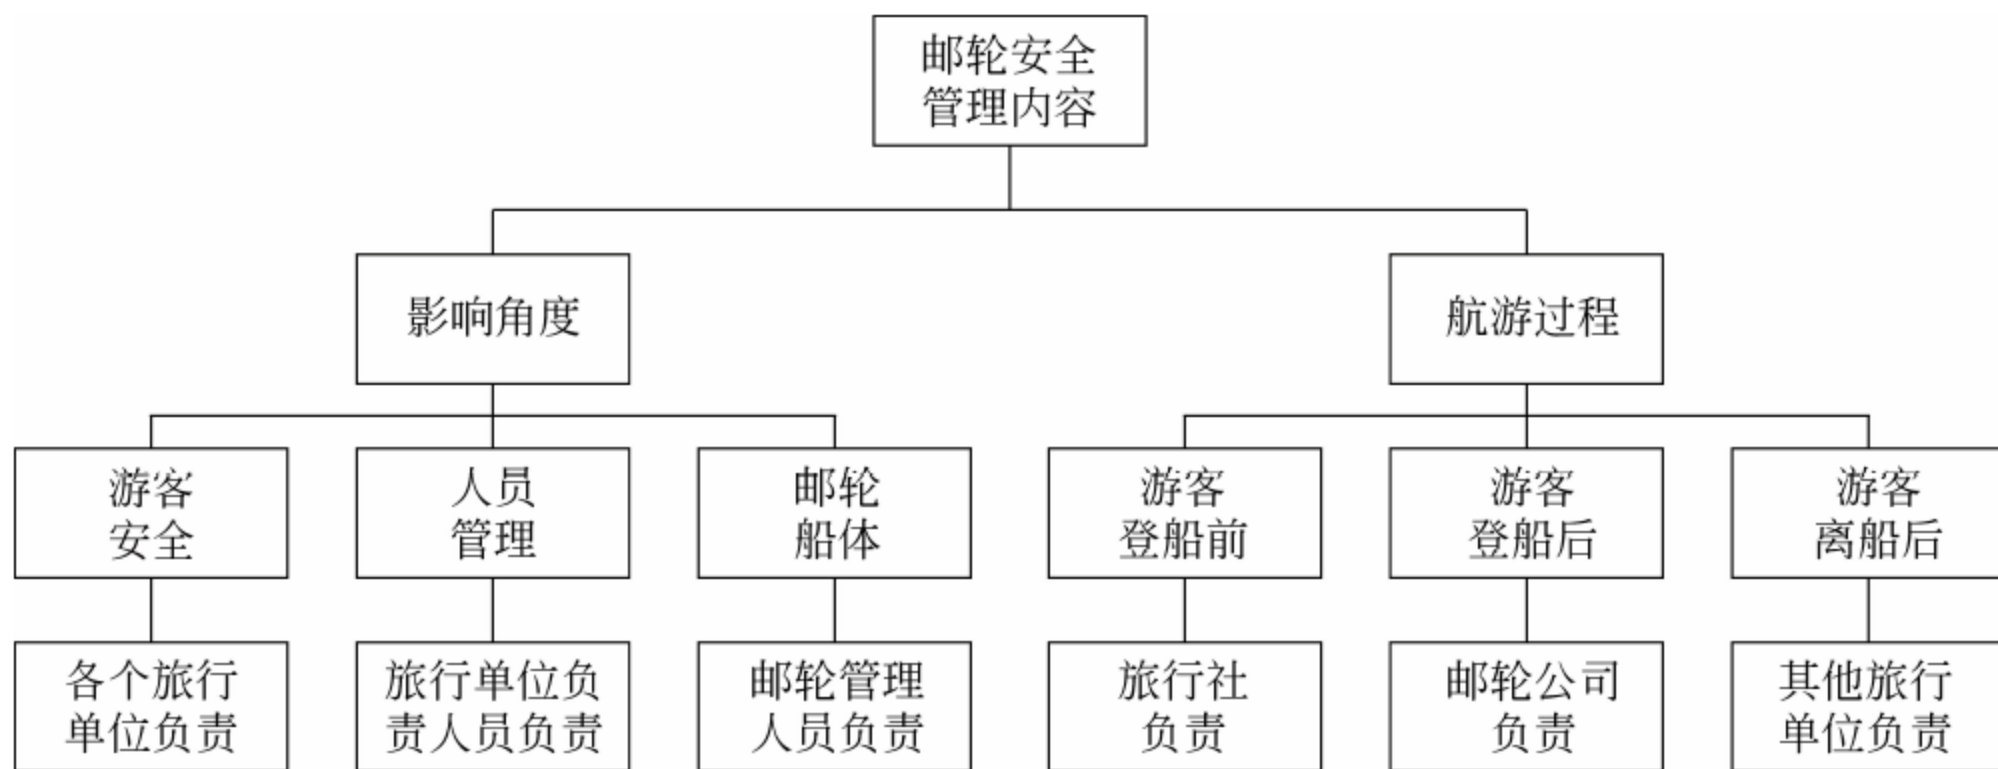 邮轮安全
管理内容
影响角度
航游过程
游客
安全
人员
管理
邮轮
船体
游客
登船前
游客
登船后
游客
离船后
各个旅行
单位负责
旅行单位负
责人员负责
邮轮管理
人员负责
旅行社
负责
邮轮公司
负责
其他旅行
单位负责